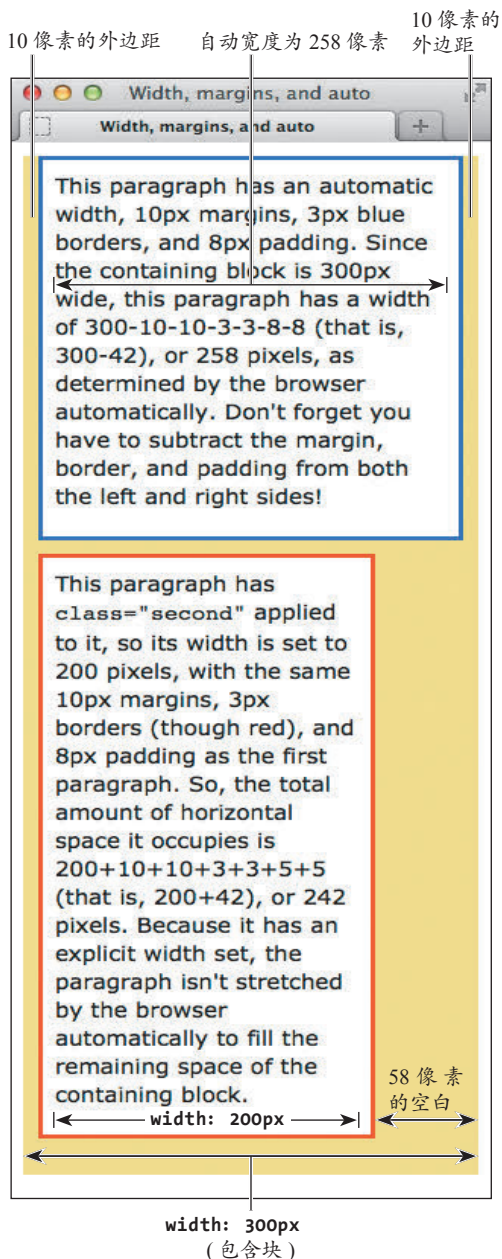 10 像素的外边距
自动宽度为 258 像素
10 像素的
外边距
Width, margins, and auto
Width, margins, and auto
This paragraph has an automatic
width, 10px margins, 3px blue
borders, and 8px padding. Since
the containing block is 300px
wide, this paragraph has a width
of 300-10-10-3-3-8-8 (that is,
300-42), or 258 pixels, as
determined by the browser
automatically. Don't forget you
have to subtract the margin,
border, and padding from both
the left and right sides!
This paragraph has
class="second" applied
to it, so its width is set to
200 pixels, with the same
10px margins, 3px
borders (though red), and
8px padding as the first
paragraph. So, the total
amount of horizontal
space it occupies is
200+10+10+3+3+5+5
(that is, 200+42), or 242
pixels. Because it has an
explicit width set, the
paragraph isn't stretched
by the browser
automatically to fill the
remaining space of the
containing block.
58 像 素
的空白
width: 200px
width: 300px
( 包含块 )